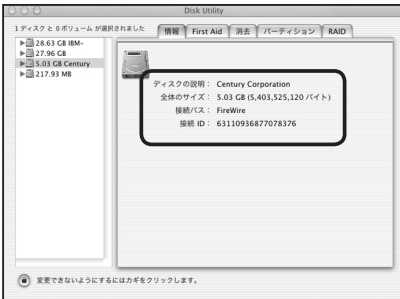 Disk Utility
1 ディスク と 0 ボリューム が選択されました
情報 First Aid 消去 パーティション RAID
28.63 GB IBM-
27.96 GB
5.03 GB Century
217.93 MB
ディスクの説明： Century Corporation
全体のサイズ： 5.03 GB (5,403,525,120 バイト)
接続バス： FireWire
接続 ID： 63110936877078376
変更できないようにするにはカギをクリックします。